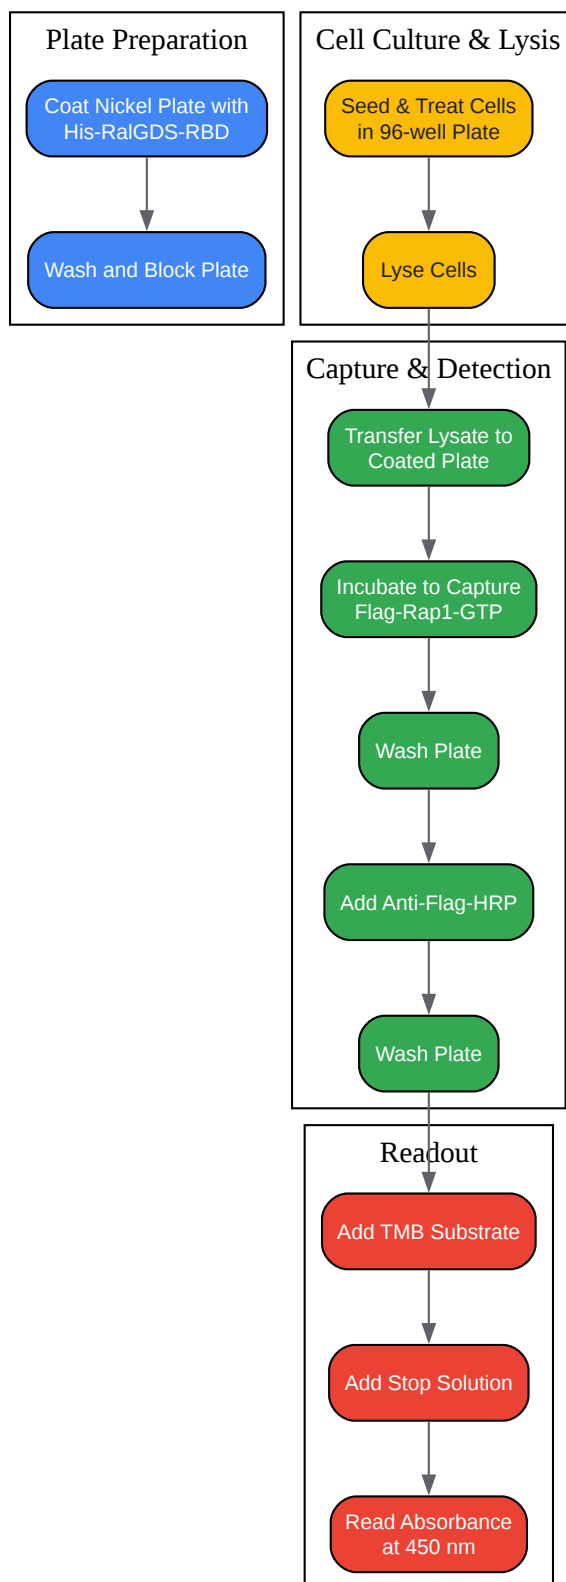 Plate Preparation
Coat Nickel Plate with
His-RalGDS-RBD
Wash and Block Plate
Cell Culture & Lysis
Seed & Treat Cells
in 96-well Plate
Lyse Cells
Capture & Detection
Transfer Lysate to
Coated Plate
Incubate to Capture
Flag-Rap1-GTP
Wash Plate
Add Anti-Flag-HRP
Wash Plate
Readout
Add TMB Substrate
Add Stop Solution
Read Absorbance
at 450 nm